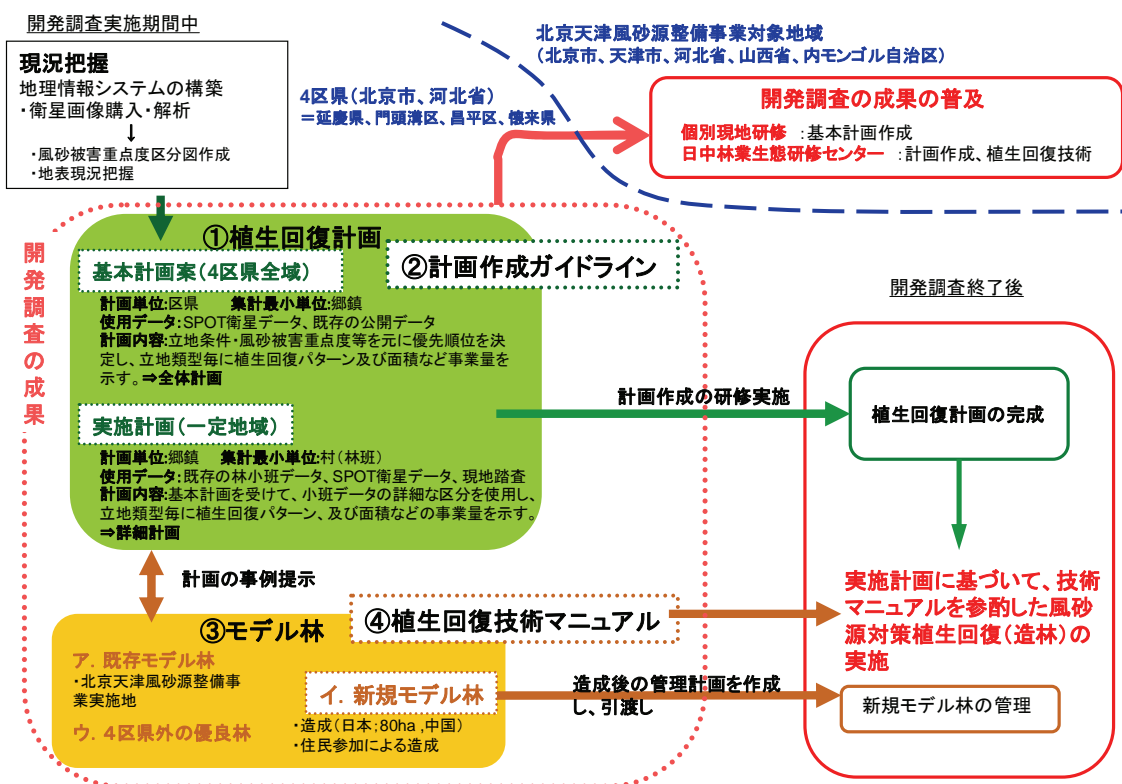 開発調査実施期間中
現況把握
地理情報システムの構築
・衛星画像購入・解析
↓
・風砂被害重点度区分図作成
・地表現況把握
北京天津風砂源整備事業対象地域
（北京市、天津市、河北省、山西省、内モンゴル自治区）
4区県（北京市、河北省）
＝延慶県、門頭溝区、昌平区、懐来県
開発調査の成果の普及
個別現地研修 ：基本計画作成
日中林業生態研修センター ：計画作成、植生回復技術
開発調査の成果
①植生回復計画
②計画作成ガイドライン
基本計画案（4区県全域）
計画単位:区県 集計最小単位:郷鎮
使用データ:SPOT衛星データ、既存の公開データ
計画内容:立地条件・風砂被害重点度等を元に優先順位を決
定し、立地類型毎に植生回復パターン及び面積など事業量を
示す。⇒全体計画
実施計画（一定地域）
計画単位:郷鎮 集計最小単位:村（林班）
使用データ:既存の林小班データ、SPOT衛星データ、現地踏査
計画内容:基本計画を受けて、小班データの詳細な区分を使用し、
立地類型毎に植生回復パターン、及び面積などの事業量を示す。
⇒詳細計画
計画の事例提示
③モデル林
④植生回復技術マニュアル
ア．既存モデル林
・北京天津風砂源整備事
業実施地
イ．新規モデル林
・造成（日本；80ha ,中国）
・住民参加による造成
ウ．4区県外の優良林
計画作成の研修実施
造成後の管理計画を作成
し、引渡し
開発調査終了後
植生回復計画の完成
実施計画に基づいて、技術
マニュアルを参酌した風砂
源対策植生回復（造林）の
実施
新規モデル林の管理